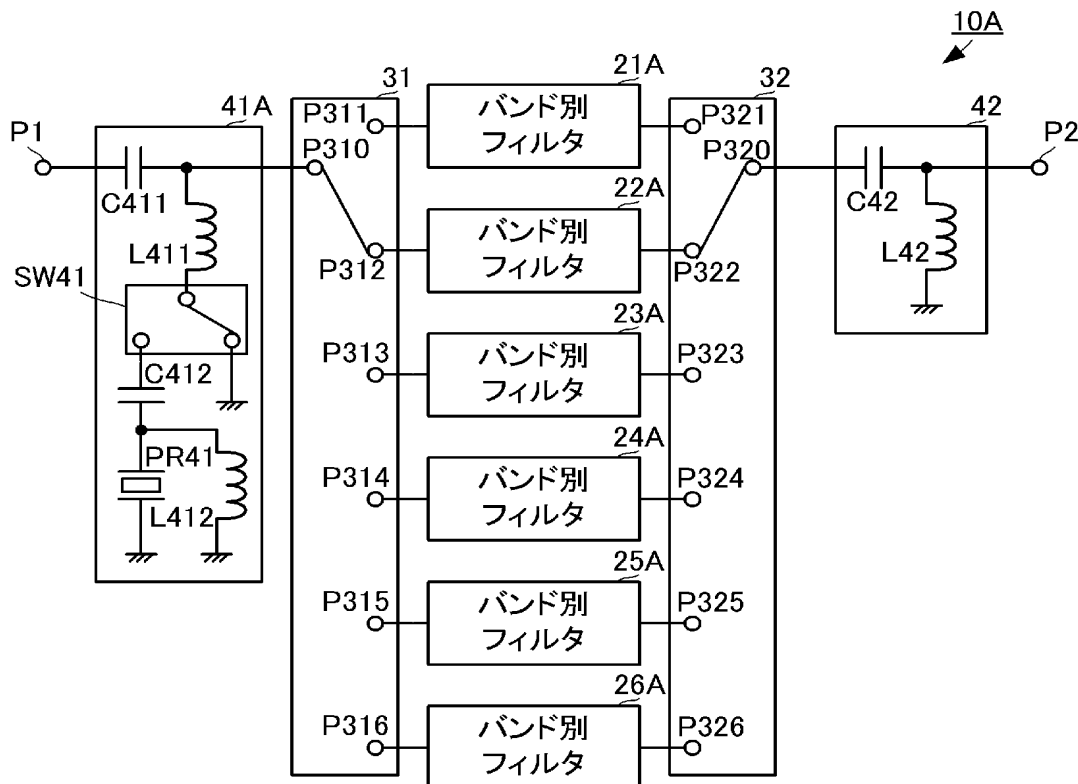 10A
21A
31
32
41A
42
P1
P311
バンド別
フィルタ
P321
P310
P320
P2
C411
C42
22A
L411
バンド別
フィルタ
L42
P312
P322
SW41
23A
P313
バンド別
フィルタ
P323
C412
24A
PR41
P314
バンド別
フィルタ
P324
L412
25A
P315
バンド別
フィルタ
P325
26A
P316
バンド別
フィルタ
P326